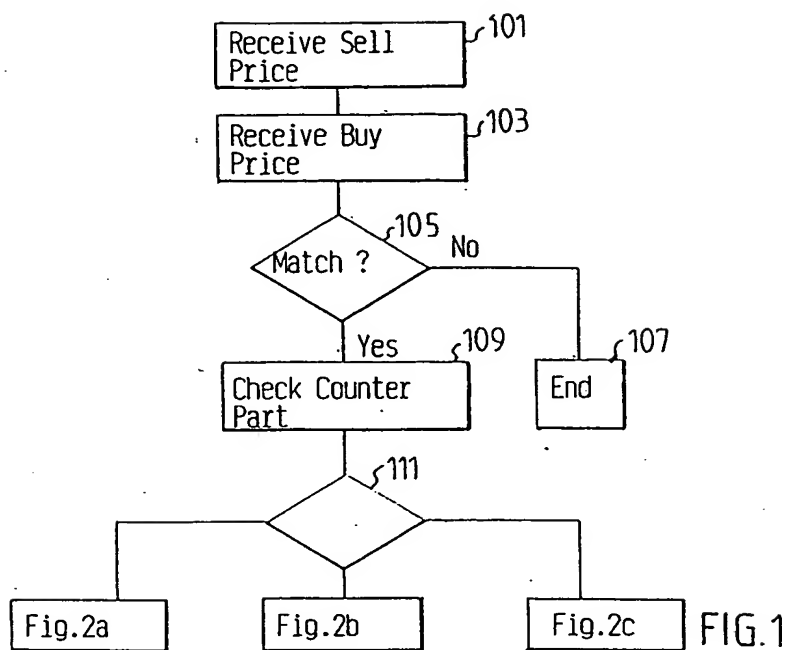 101
Receive Sell
Price
103
Receive Buy
Price
105
Match ?
No
Yes
109
107
Check Counter
Part
End
111
Fig.2a
Fig.2b
Fig.2c
FIG.1